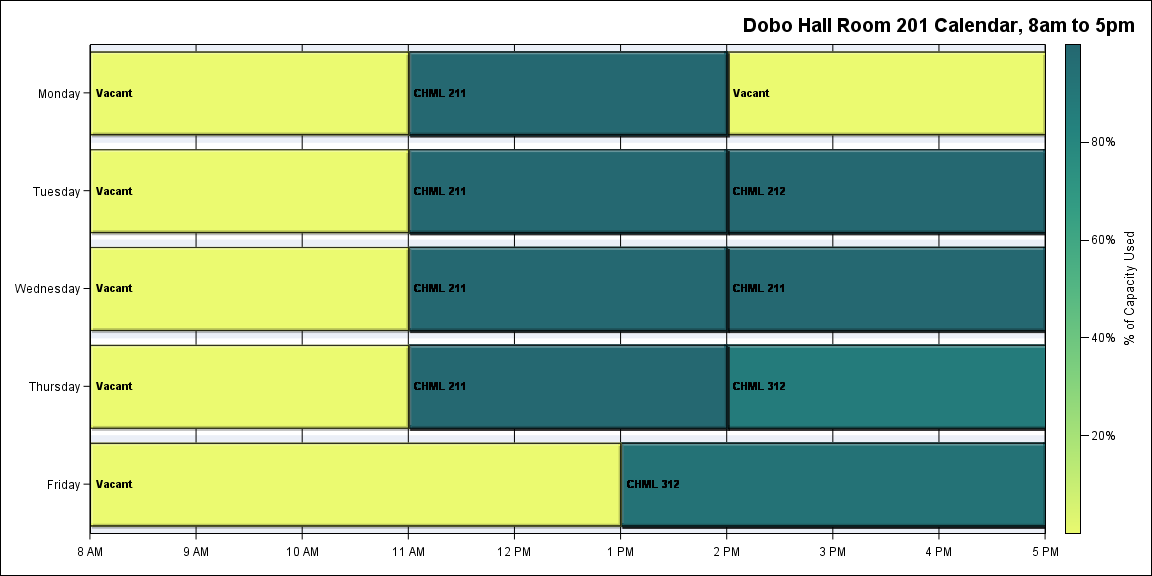 Dobo Hall Room 201 Calendar, 8am to 5pm
Monday
Vacant
CHML 211
Vacant
Tuesday
Vacant
CHML 211
CHML 212
Wednesday
Vacant
CHML 211
CHML 211
Thursday
Vacant
CHML 211
CHML 312
Friday
Vacant
CHML 312
8 AM
9 AM
10 AM
11 AM
12 PM
1 PM
2 PM
3 PM
4 PM
5 PM
80%
60%
40%
20%
% of Capacity Used